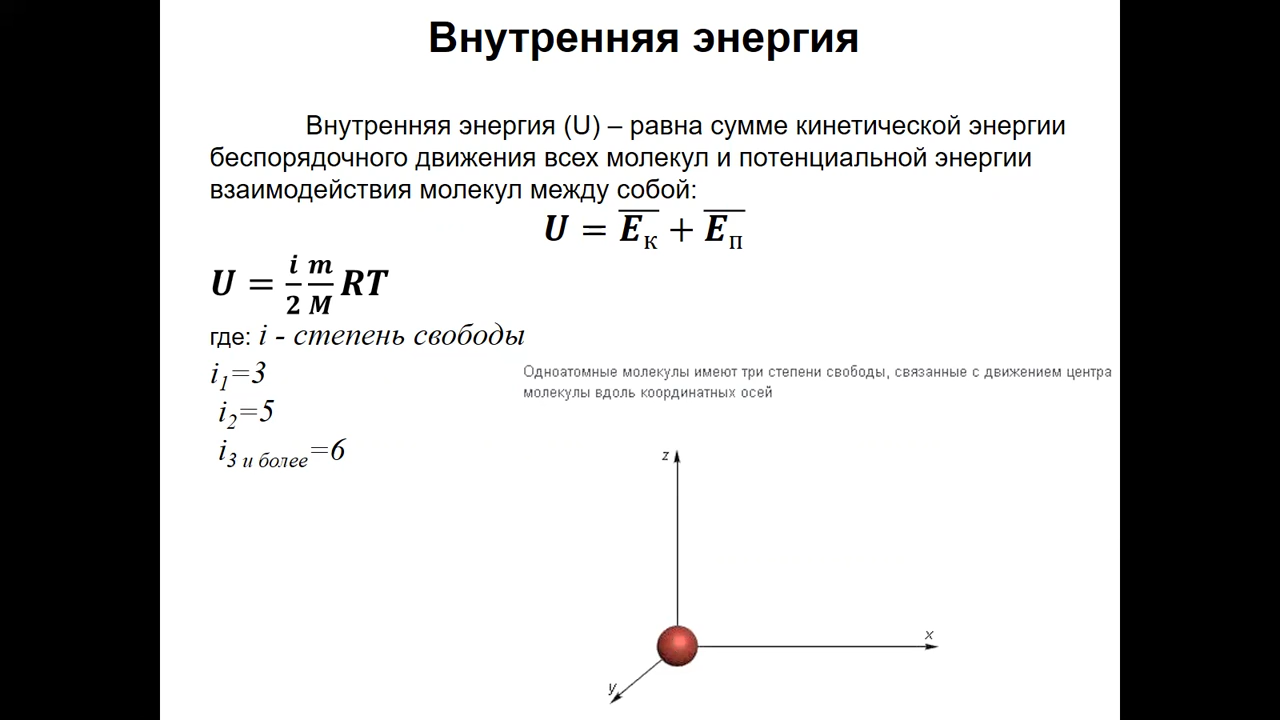 Внутренняя энергия
Внутренняя энергия (U) – равна сумме кинетической энергии
беспорядочного движения всех молекул и потенциальной энергии
взаимодействия молекул между собой:
U = E̅к + E̅п
U = i/2 m/M RT
где: i - степень свободы
i₁=3
i₂=5
i₃ и более=6
Одноатомные молекулы имеют три степени свободы, связанные с движением центра
молекулы вдоль координатных осей
z
x
y